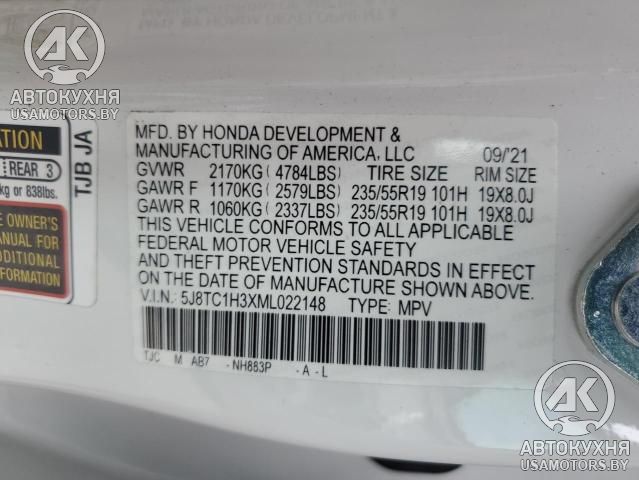 АВТОКУХНЯ
USAMOTORS.BY
ATION
REAR 3
kg or 838lbs.
E OWNER'S
ANUAL FOR
ADDITIONAL
FORMATION
TJB JA
MFD. BY HONDA DEVELOPMENT &
MANUFACTURING OF AMERICA, LLC 09/'21
GVWR 2170KG ( 4784LBS) TIRE SIZE RIM SIZE
GAWR F 1170KG ( 2579LBS) 235/55R19 101H 19X8.0J
GAWR R 1060KG ( 2337LBS) 235/55R19 101H 19X8.0J
THIS VEHICLE CONFORMS TO ALL APPLICABLE
FEDERAL MOTOR VEHICLE SAFETY
AND THEFT PREVENTION STANDARDS IN EFFECT
ON THE DATE OF MANUFACTURE SHOWN ABOVE.
V.I.N.: 5J8TC1H3XML022148 TYPE: MPV
TJC M AB7 - NH883P - A - L
АВТОКУХНЯ
USAMOTORS.BY